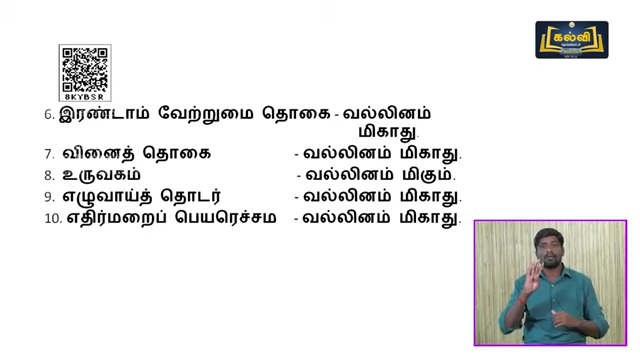 கல்வி
8KYBSR
6. இரண்டாம் வேற்றுமை தொகை - வல்லினம்
மிகாது.
7. வினைத் தொகை - வல்லினம் மிகாது.
8. உருவகம் - வல்லினம் மிகும்.
9. எழுவாய்த் தொடர் - வல்லினம் மிகாது.
10. எதிர்மறைப் பெயரெச்சம - வல்லினம் மிகாது.